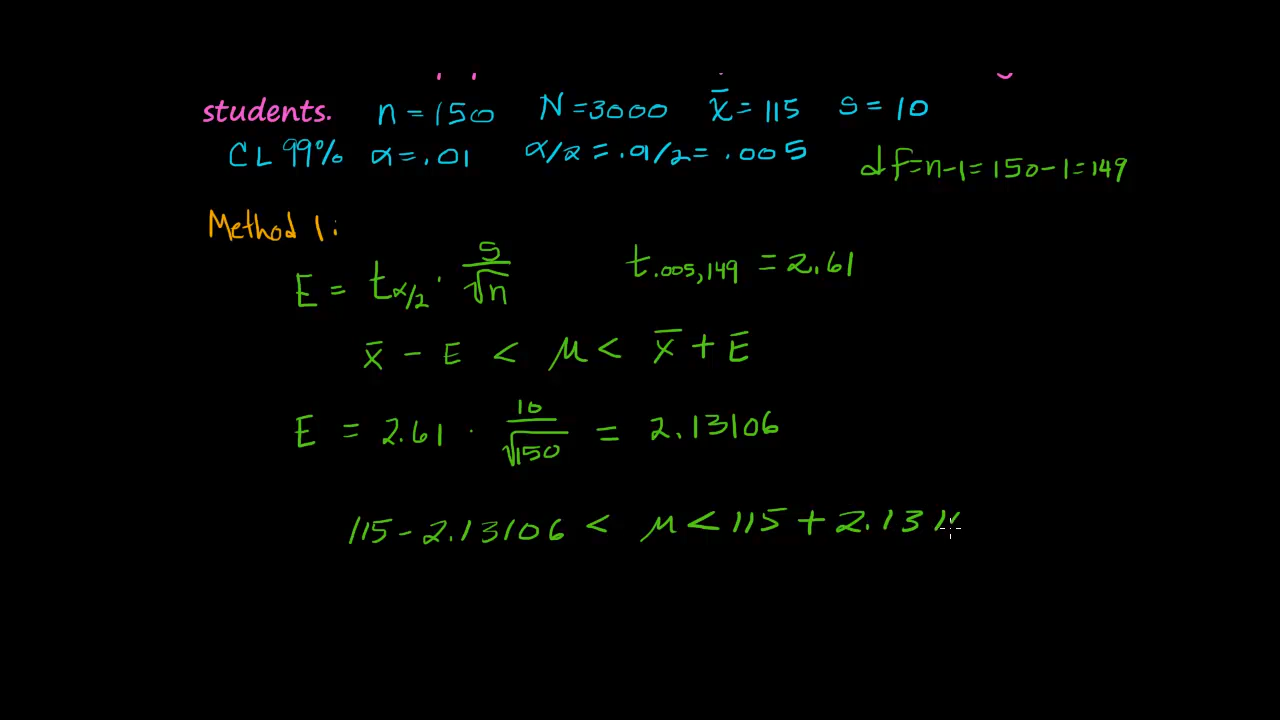 students. n = 150 N = 3000 x̄ = 115 s = 10
CL 99% α = .01 α/2 = .01/2 = .005
df = n-1 = 150-1 = 149
Method 1:
E = t α/2 · s/√n t .005,149 = 2.61
x̄ - E < μ < x̄ + E
E = 2.61 · 10/√150 = 2.13106
115 - 2.13106 < μ < 115 + 2.131